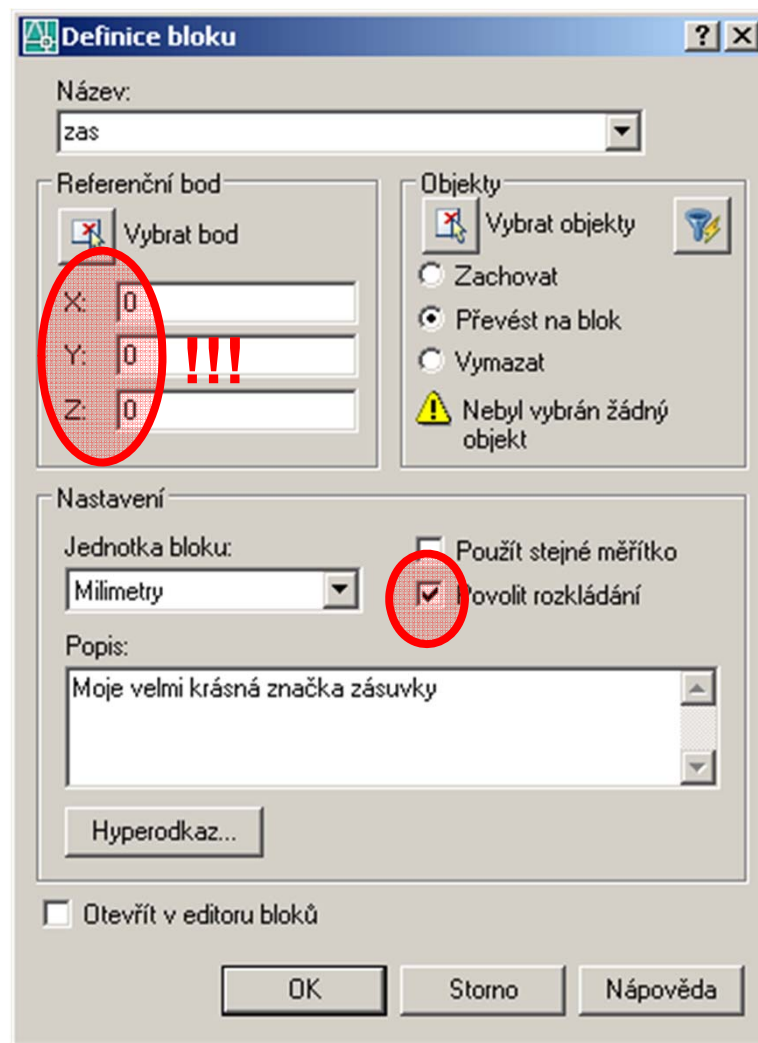 Definice bloku
Název:
zas
Referenční bod
Vybrat bod
X: 0
Y: 0
!!!
Z: 0
Objekty
Vybrat objekty
Zachovat
Převést na blok
Vymazat
Nebyl vybrán žádný
objekt
Nastavení
Jednotka bloku:
Milimetry
Použít stejné měřítko
Povolit rozkládání
Popis:
Moje velmi krásná značka zásuvky
Hyperodkaz...
Otevřít v editoru bloků
OK
Storno
Nápověda